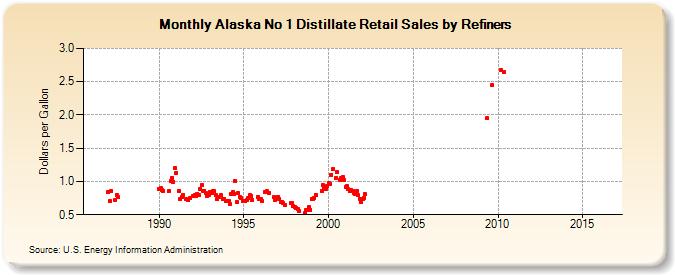 Monthly Alaska No 1 Distillate Retail Sales by Refiners
Dollars per Gallon
3.0
2.5
2.0
1.5
1.0
0.5
1990 1995 2000 2005 2010 2015
Source: U.S. Energy Information Administration